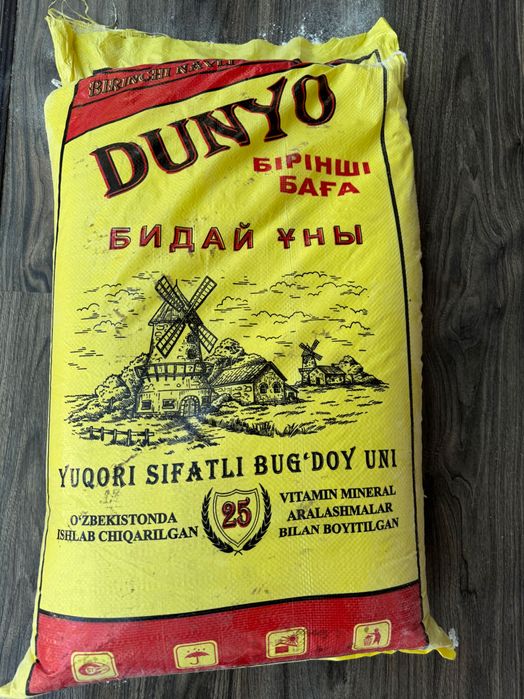 BIRINCHI
DUNYO
БІРІНШІ
БАҒА
БИДАЙ ҰНЫ
YUQORI SIFATLI BUG‘DOY UNI
O‘ZBEKISTONDA
ISHLAB CHIQARILGAN
25
VITAMIN MINERAL
ARALASHMALAR
BILAN BOYITILGAN